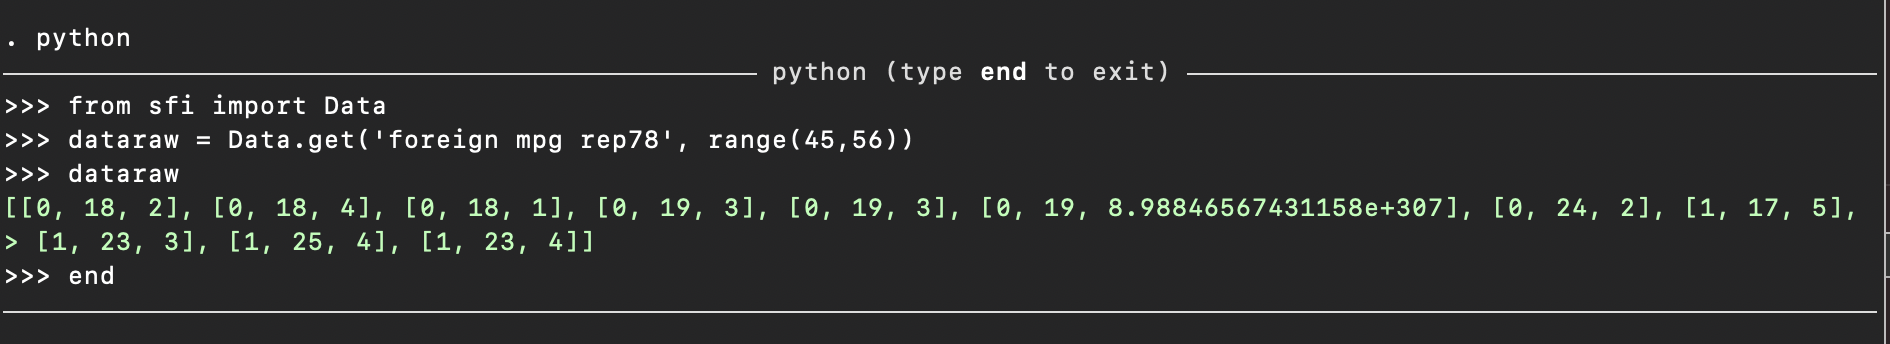 . python
python (type end to exit)
>>> from sfi import Data
>>> dataraw = Data.get('foreign mpg rep78', range(45,56))
>>> dataraw
[[0, 18, 2], [0, 18, 4], [0, 18, 1], [0, 19, 3], [0, 19, 3], [0, 19, 8.98846567431158e+307], [0, 24, 2], [1, 17, 5],
> [1, 23, 3], [1, 25, 4], [1, 23, 4]]
>>> end